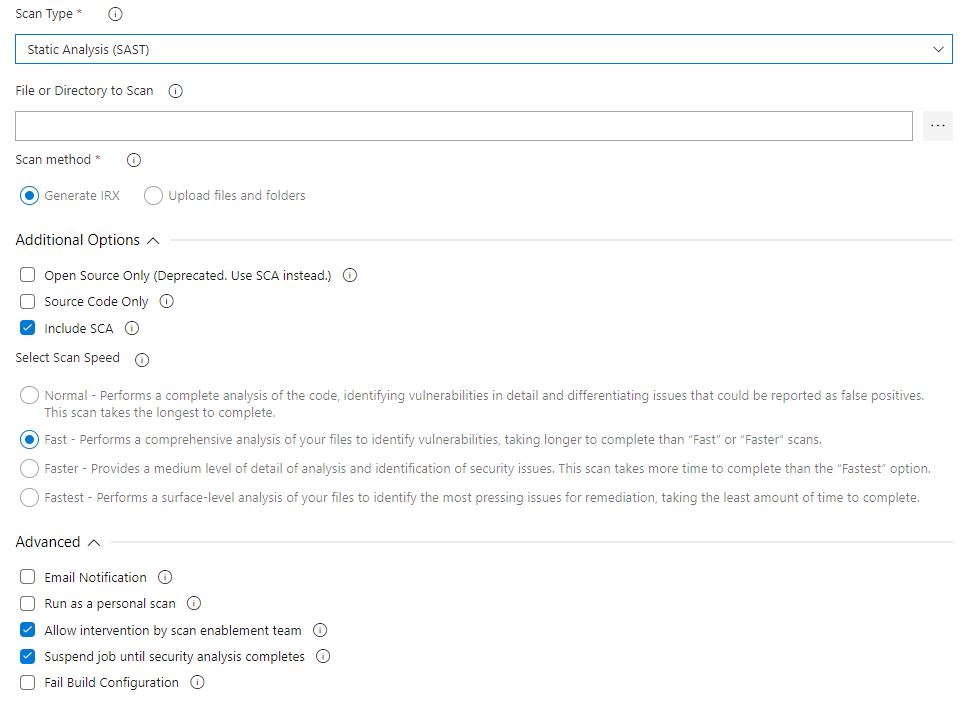 Scan Type *
Static Analysis (SAST)
File or Directory to Scan
...
Scan method *
Generate IRX Upload files and folders
Additional Options
Open Source Only (Deprecated. Use SCA instead.)
Source Code Only
Include SCA
Select Scan Speed
Normal - Performs a complete analysis of the code, identifying vulnerabilities in detail and differentiating issues that could be reported as false positives.
This scan takes the longest to complete.
Fast - Performs a comprehensive analysis of your files to identify vulnerabilities, taking longer to complete than “Fast” or “Faster” scans.
Faster - Provides a medium level of detail of analysis and identification of security issues. This scan takes more time to complete than the “Fastest” option.
Fastest - Performs a surface-level analysis of your files to identify the most pressing issues for remediation, taking the least amount of time to complete.
Advanced
Email Notification
Run as a personal scan
Allow intervention by scan enablement team
Suspend job until security analysis completes
Fail Build Configuration